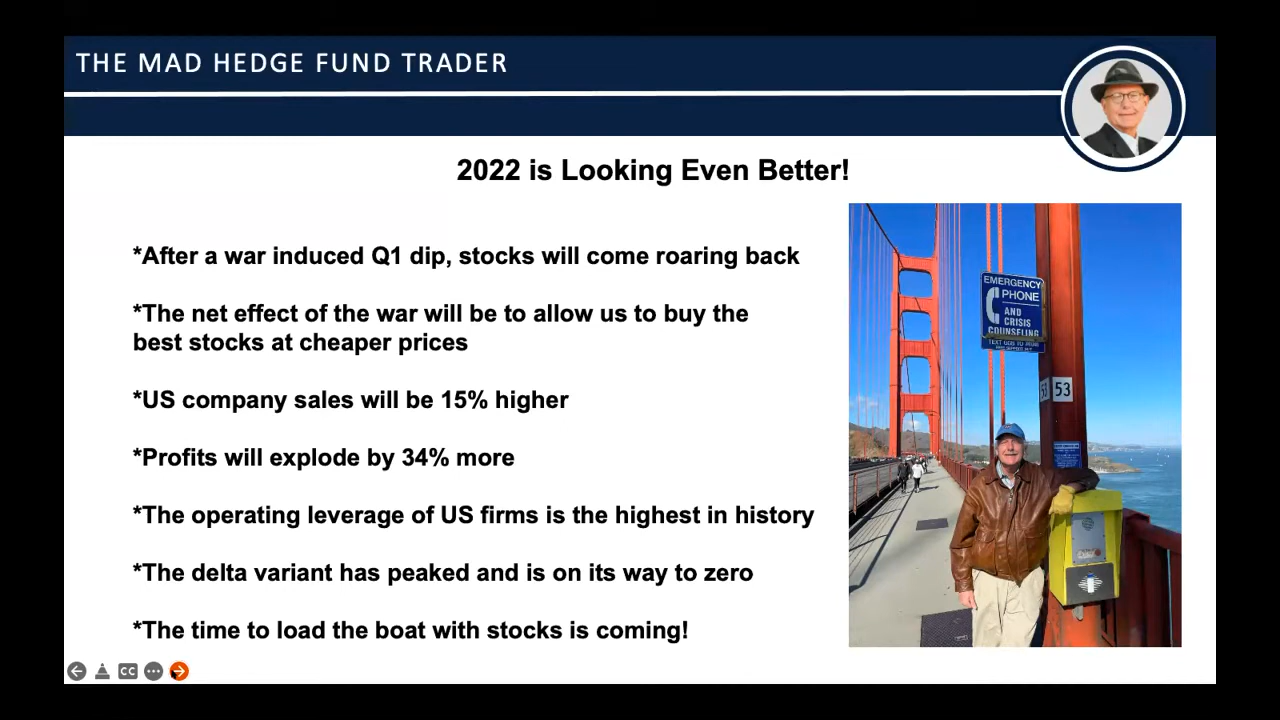 THE MAD HEDGE FUND TRADER
2022 is Looking Even Better!
*After a war induced Q1 dip, stocks will come roaring back
*The net effect of the war will be to allow us to buy the
best stocks at cheaper prices
*US company sales will be 15% higher
*Profits will explode by 34% more
*The operating leverage of US firms is the highest in history
*The delta variant has peaked and is on its way to zero
*The time to load the boat with stocks is coming!
EMERGENCY
PHONE
AND
CRISIS
COUNSELING
53
CC